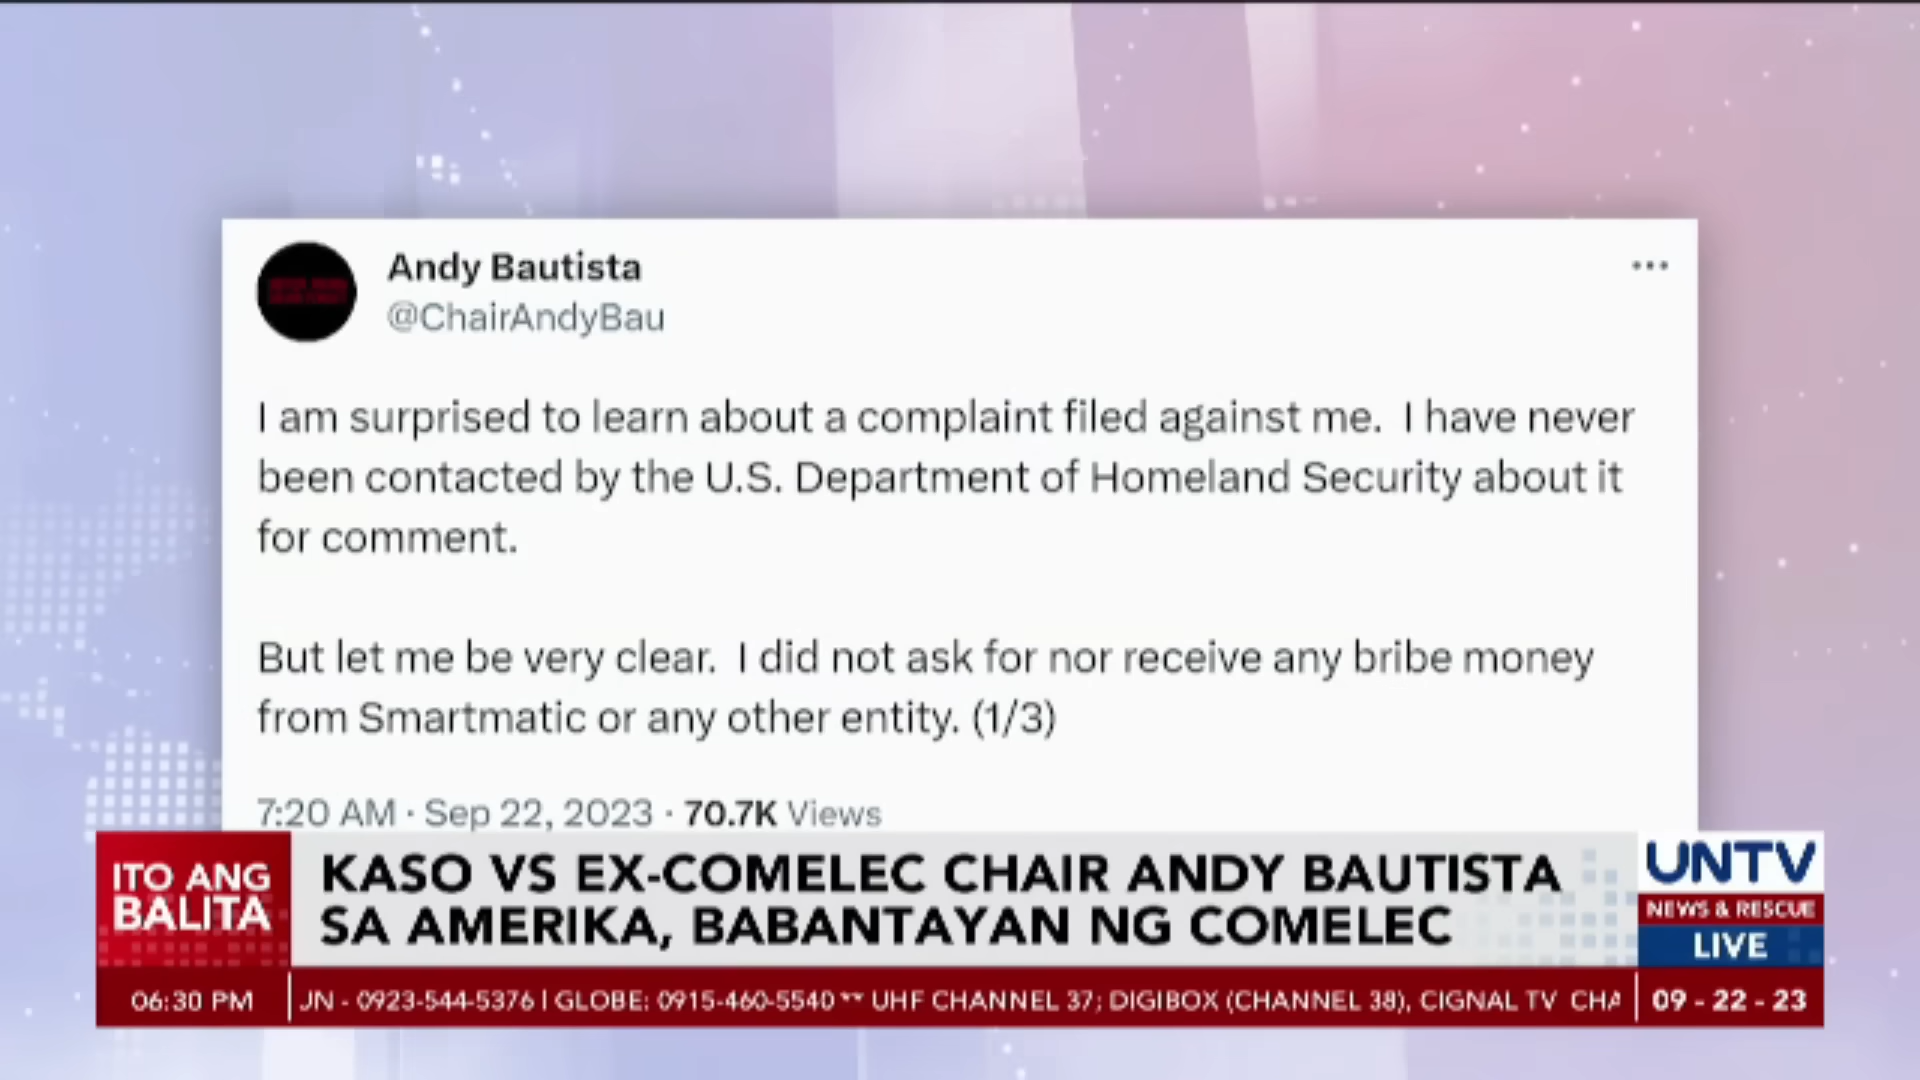 Andy Bautista
@ChairAndyBau
I am surprised to learn about a complaint filed against me.  I have never
been contacted by the U.S. Department of Homeland Security about it
for comment.
But let me be very clear.  I did not ask for nor receive any bribe money
from Smartmatic or any other entity. (1/3)
7:20 AM · Sep 22, 2023 · 70.7K Views
ITO ANG
BALITA
KASO VS EX-COMELEC CHAIR ANDY BAUTISTA
SA AMERIKA, BABANTAYAN NG COMELEC
UNTV
NEWS & RESCUE
LIVE
06:30 PM
UN - 0923-544-5376 | GLOBE: 0915-460-5540 ** UHF CHANNEL 37; DIGIBOX (CHANNEL 38), CIGNAL TV  CHA
09 - 22 - 23